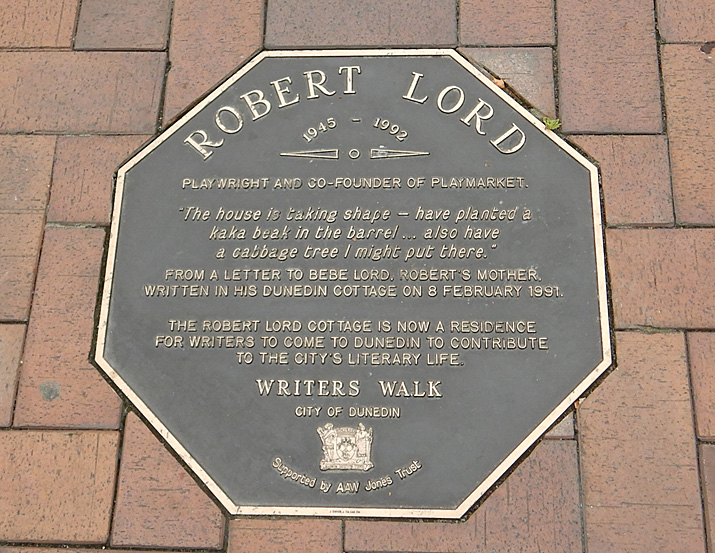 ROBERT LORD
1945 – 1992
PLAYWRIGHT AND CO-FOUNDER OF PLAYMARKET.
"The house is taking shape – have planted a
kaka beak in the barrel ... also have
a cabbage tree I might put there."
FROM A LETTER TO BEBE LORD, ROBERT'S MOTHER,
WRITTEN IN HIS DUNEDIN COTTAGE ON 8 FEBRUARY 1991.
THE ROBERT LORD COTTAGE IS NOW A RESIDENCE
FOR WRITERS TO COME TO DUNEDIN TO CONTRIBUTE
TO THE CITY'S LITERARY LIFE.
WRITERS WALK
CITY OF DUNEDIN
Supported by AAW Jones Trust